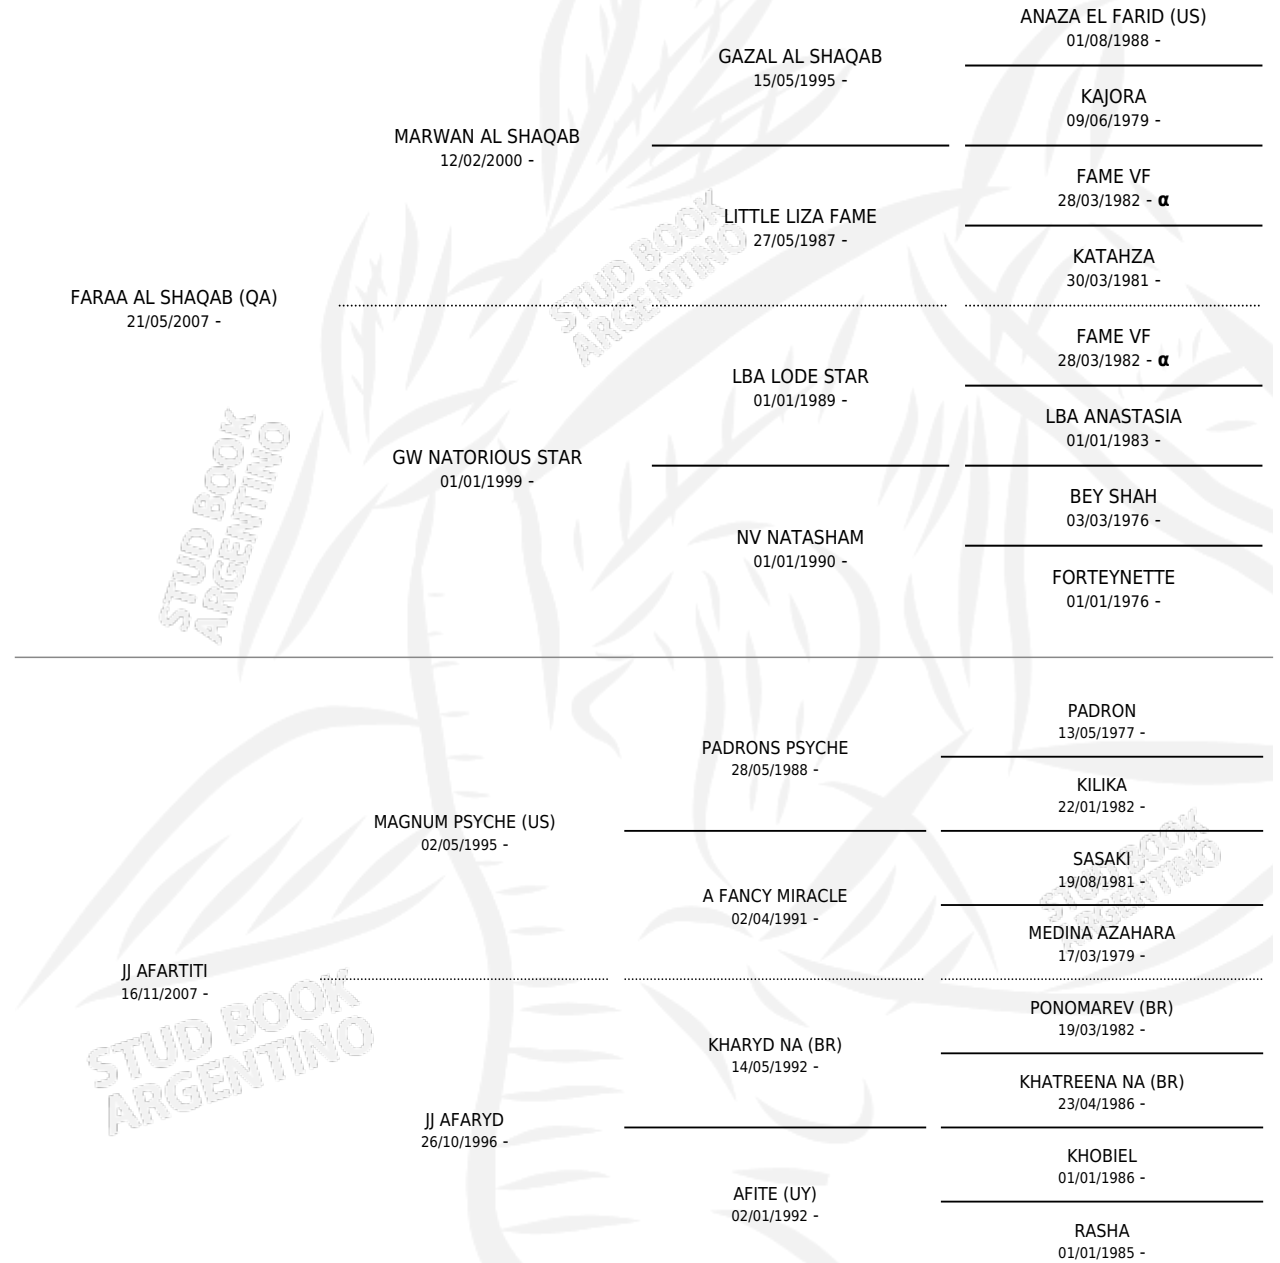 ANAZA EL FARID (US)
01/08/1988 -
GAZAL AL SHAQAB
15/05/1995 -
KAJORA
09/06/1979 -
MARWAN AL SHAQAB
12/02/2000 -
FAME VF
28/03/1982 - α
LITTLE LIZA FAME
27/05/1987 -
KATAHZA
30/03/1981 -
FARAA AL SHAQAB (QA)
21/05/2007 -
FAME VF
28/03/1982 - α
LBA LODE STAR
01/01/1989 -
LBA ANASTASIA
01/01/1983 -
GW NATORIOUS STAR
01/01/1999 -
BEY SHAH
03/03/1976 -
NV NATASHAM
01/01/1990 -
FORTEYNETTE
01/01/1976 -
PADRON
13/05/1977 -
PADRONS PSYCHE
28/05/1988 -
KILIKA
22/01/1982 -
MAGNUM PSYCHE (US)
02/05/1995 -
SASAKI
19/08/1981 -
A FANCY MIRACLE
02/04/1991 -
MEDINA AZAHARA
17/03/1979 -
JJ AFARTITI
16/11/2007 -
PONOMAREV (BR)
19/03/1982 -
KHARYD NA (BR)
14/05/1992 -
KHATREENA NA (BR)
23/04/1986 -
JJ AFARYD
26/10/1996 -
KHOBIEL
01/01/1986 -
AFITE (UY)
02/01/1992 -
RASHA
01/01/1985 -
STUD BOOK
ARGENTINO
STUD BOOK
ARGENTINO
STUD BOOK
ARGENTINO
STUD BOOK
ARGENTINO